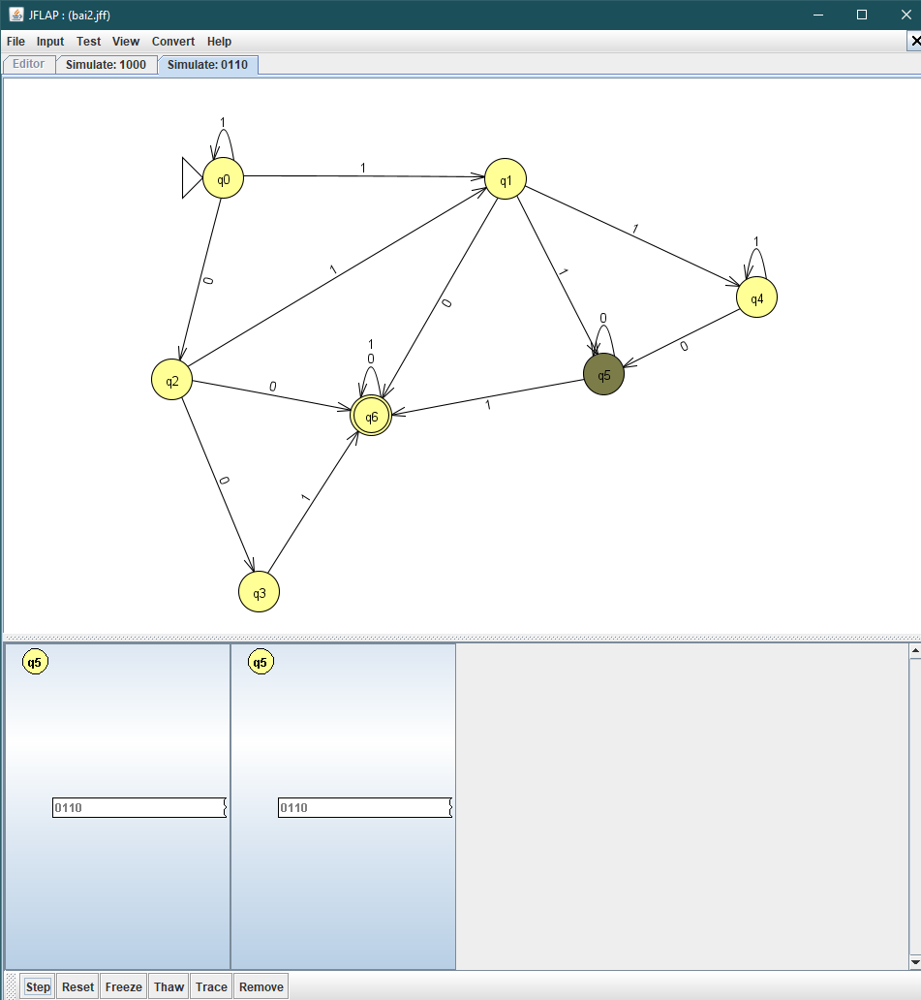 JFLAP : (bai2.jff)
File Input Test View Convert Help
Editor Simulate: 1000 Simulate: 0110
1
q0
1
q1
1
1
q4
0
1
0
1
0
q5
0
q2
0
1
0
q6
1
0
1
q3
q5 q5
0110 0110
Step Reset Freeze Thaw Trace Remove